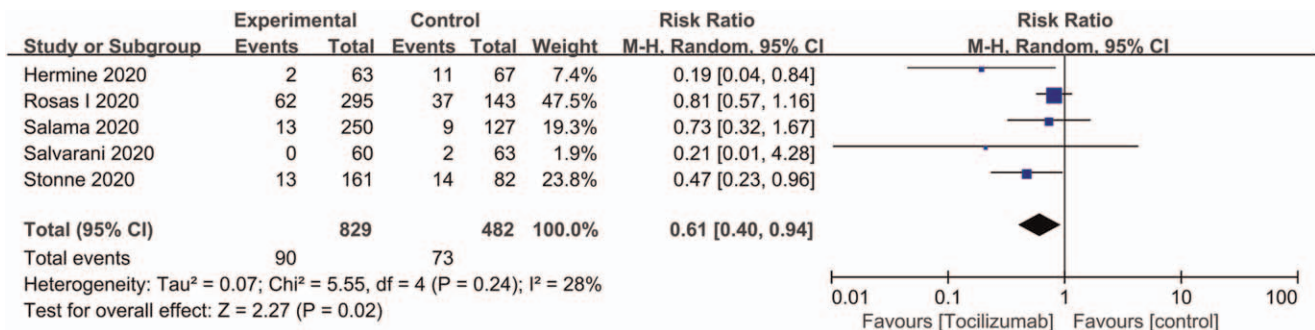 Experimental Control Risk Ratio Risk Ratio
Study or Subgroup Events Total Events Total Weight M-H, Random, 95% CI M-H, Random, 95% CI
Hermine 2020 2 63 11 67 7.4% 0.19 [0.04, 0.84]
Rosas I 2020 62 295 37 143 47.5% 0.81 [0.57, 1.16]
Salama 2020 13 250 9 127 19.3% 0.73 [0.32, 1.67]
Salvarani 2020 0 60 2 63 1.9% 0.21 [0.01, 4.28]
Stonne 2020 13 161 14 82 23.8% 0.47 [0.23, 0.96]
Total (95% CI) 829 482 100.0% 0.61 [0.40, 0.94]
Total events 90 73
Heterogeneity: Tau² = 0.07; Chi² = 5.55, df = 4 (P = 0.24); I² = 28%
Test for overall effect: Z = 2.27 (P = 0.02)
0.01 0.1 1 10 100
Favours [Tocilizumab] Favours [control]